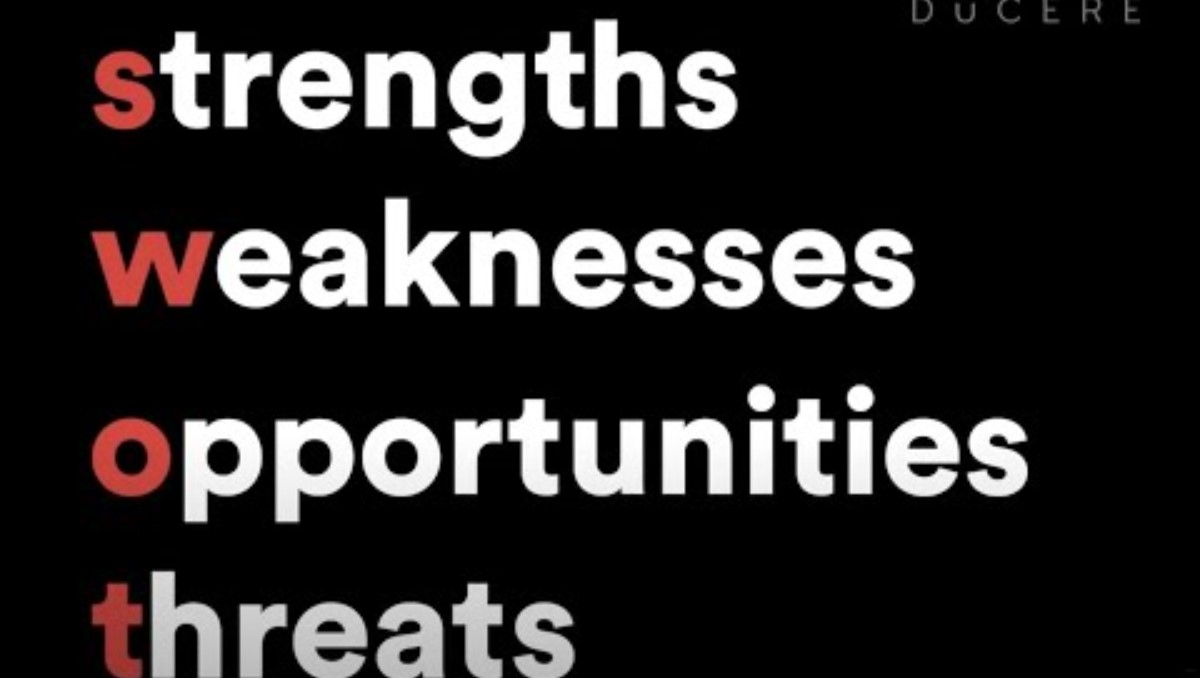 DUCERE
strengths
weaknesses
opportunities
threats